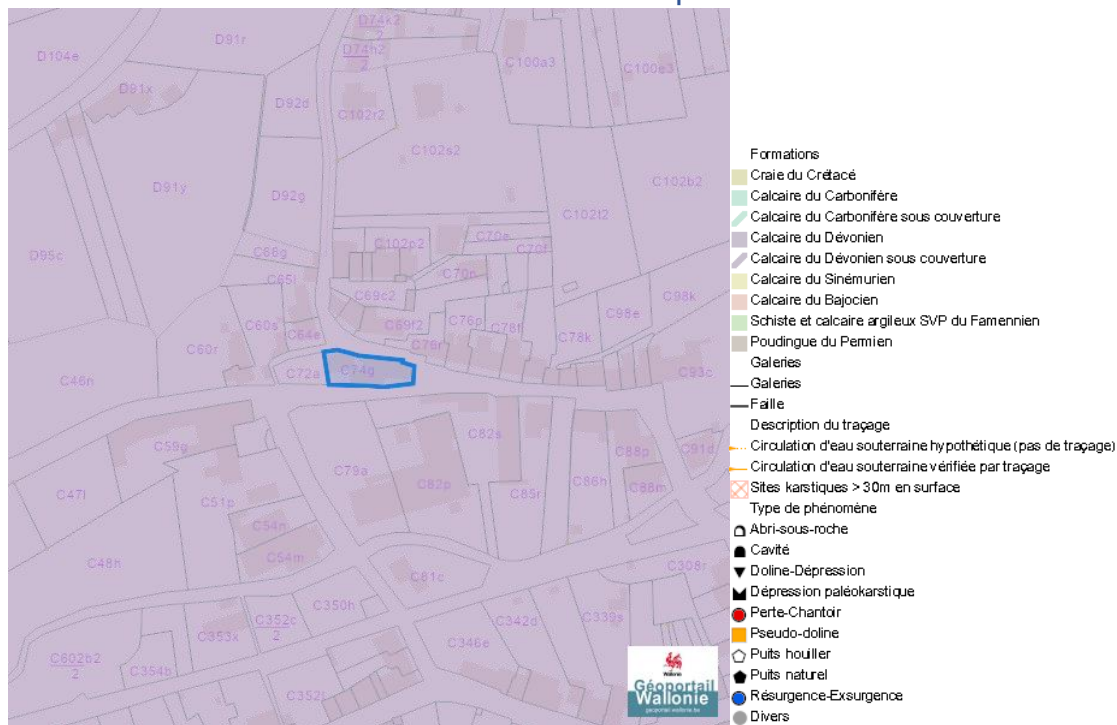 D74k2
2
D91r
D104e
D74h2
2
C100a3
C100e3
D91x
D92d
C102r2
C102s2
D91y
C102b2
D92g
C102t2
C70e
C66g
C102p2
C70f
D95c
C70n
C65l
C69c2
C98k
C98e
C60s
C64e
C69f2
C76p
C78f
C60r
C76r
C78k
C46n
C72a
C74g
C93c
C59g
C82s
C88p
C91d
C79a
C82p
C47l
C51p
C85r
C86h
C88m
C54n
C48h
C54m
C81c
C308r
C350h
C352c
2
C353x
C342d
C339s
C346e
C602b2
2
C354b
C352l
Wallonie
Géoportail
Wallonie
geoportail.wallonie.be
Formations
Craie du Crétacé
Calcaire du Carbonifère
Calcaire du Carbonifère sous couverture
Calcaire du Dévonien
Calcaire du Dévonien sous couverture
Calcaire du Sinémurien
Calcaire du Bajocien
Schiste et calcaire argileux SVP du Famennien
Poudingue du Permien
Galeries
Galeries
Faille
Description du traçage
Circulation d'eau souterraine hypothétique (pas de traçage)
Circulation d'eau souterraine vérifiée par traçage
Sites karstiques > 30m en surface
Type de phénomène
Abri-sous-roche
Cavité
Doline-Dépression
Dépression paléokarstique
Perte-Chantoir
Pseudo-doline
Puits houiller
Puits naturel
Résurgence-Exsurgence
Divers